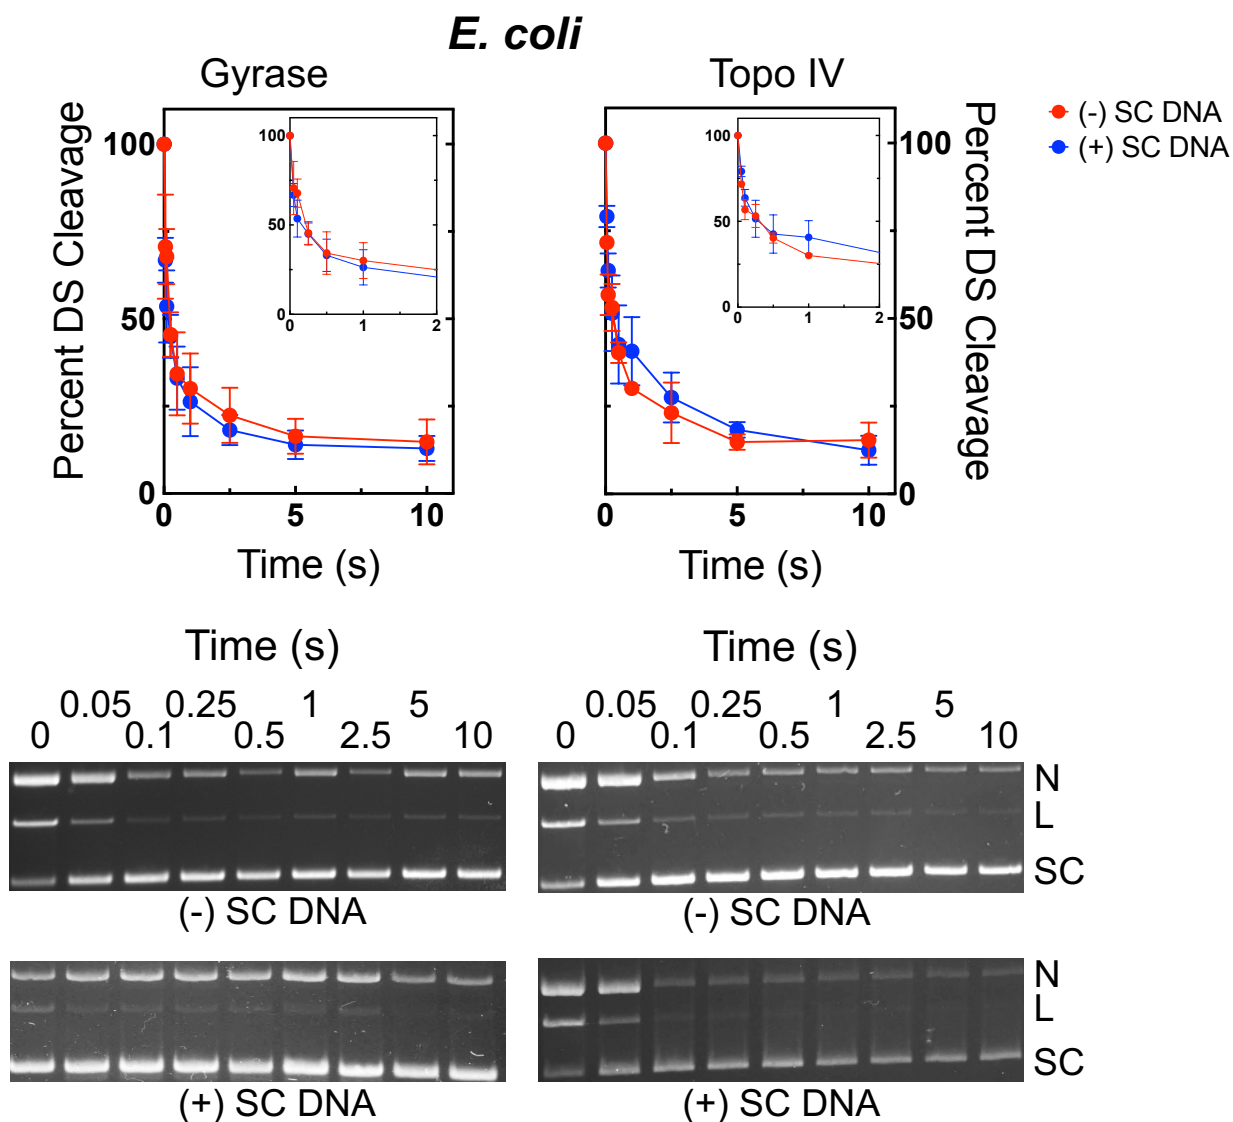 E. coli
Gyrase
Topo IV
(-) SC DNA
(+) SC DNA
Percent DS Cleavage
100
50
0
0 5 10
Time (s)
100
50
0
0 1 2
Percent DS Cleavage
100
50
0
0 5 10
Time (s)
100
50
0
0 1 2
Time (s)
0.05 0.25 1 5
0 0.1 0.5 2.5 10
Time (s)
0.05 0.25 1 5
0 0.1 0.5 2.5 10
N
L
SC
(-) SC DNA
(-) SC DNA
N
L
SC
(+) SC DNA
(+) SC DNA